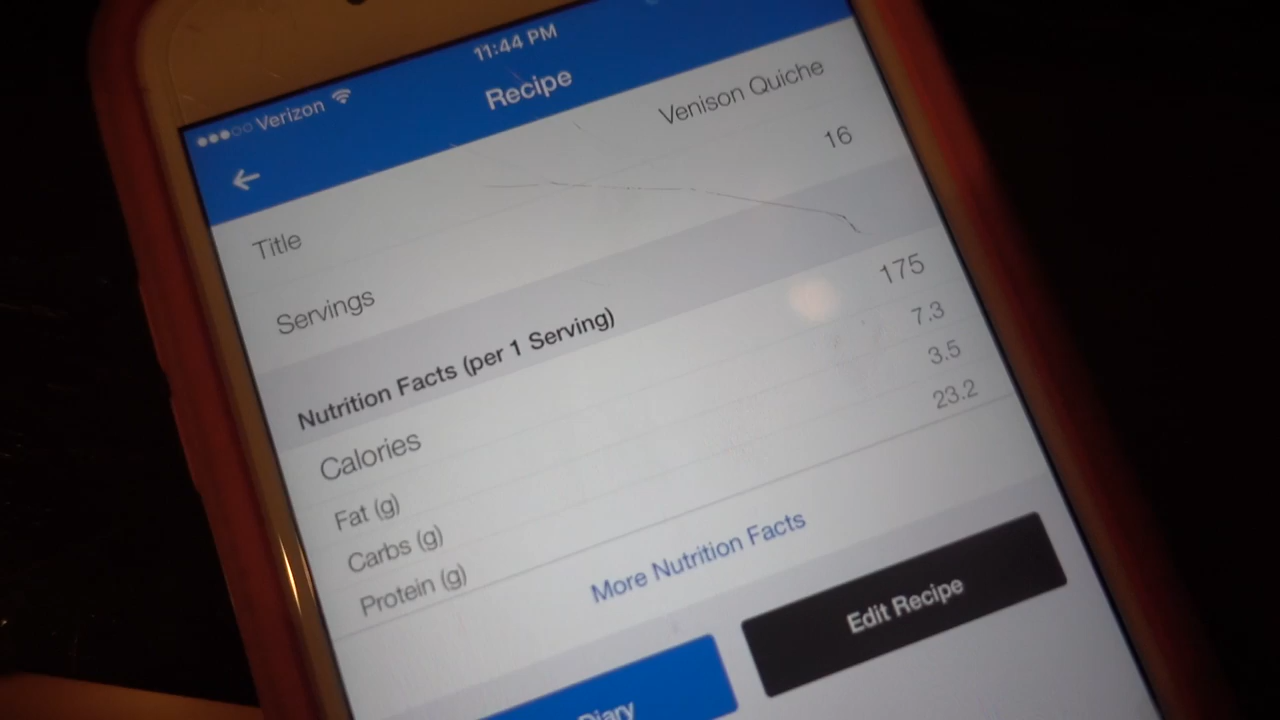 Verizon 11:44 PM
Recipe
Title Venison Quiche
Servings 16
Nutrition Facts (per 1 Serving)
Calories 175
Fat (g) 7.3
Carbs (g) 3.5
Protein (g) 23.2
More Nutrition Facts
Diary Edit Recipe